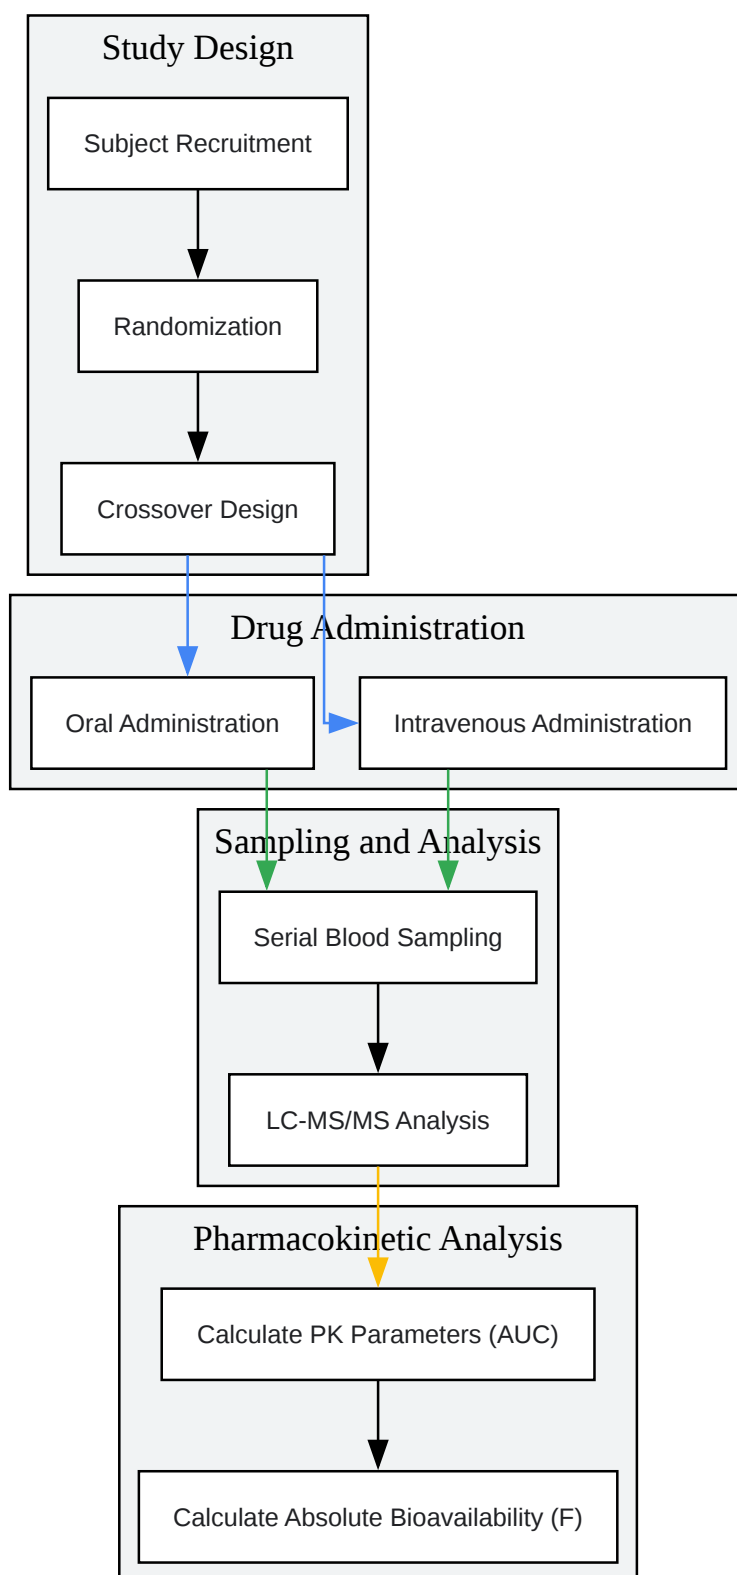 Study Design
Subject Recruitment
Randomization
Crossover Design
Drug Administration
Oral Administration
Intravenous Administration
Sampling and Analysis
Serial Blood Sampling
LC-MS/MS Analysis
Pharmacokinetic Analysis
Calculate PK Parameters (AUC)
Calculate Absolute Bioavailability (F)